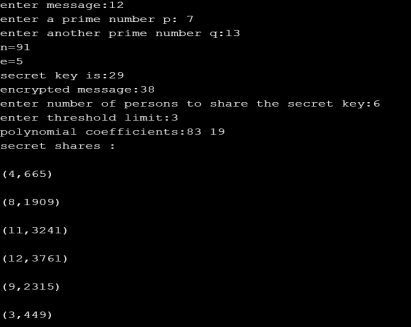 enter message:12
enter a prime number p: 7
enter another prime number q:13
n=91
e=5
secret key is:29
encrypted message:38
enter number of persons to share the secret key:6
enter threshold limit:3
polynomial coefficients:83 19
secret shares :
(4,665)
(8,1909)
(11,3241)
(12,3761)
(9,2315)
(3,449)